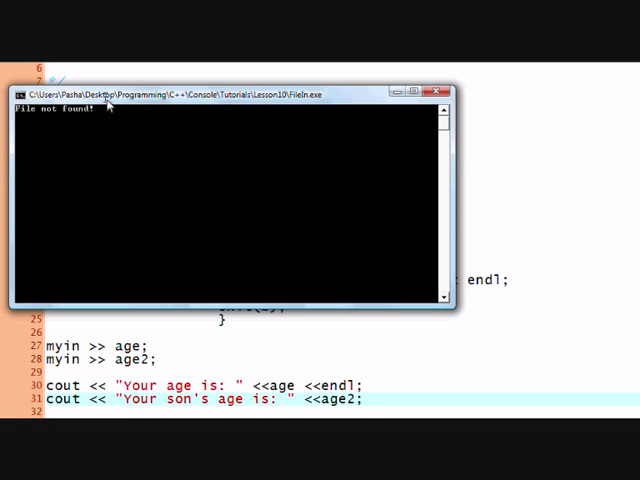 6
7 */
C:\Users\Pasha\Desktop\Programming\C++\Console\Tutorials\Lesson10\FileIn.exe
File not found!
endl;
25 }
26
27 myin >> age;
28 myin >> age2;
30 cout << "Your age is: " <<age <<endl;
31 cout << "Your son's age is: " <<age2;
32